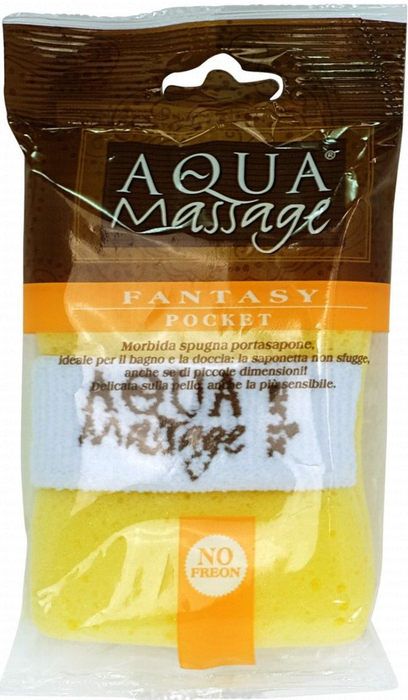 AQUA®
Massage
FANTASY
POCKET
Morbida spugna portasapone,
ideale per il bagno e la doccia: la saponetta non sfugge,
anche se di piccole dimensioni!
Delicata sulla pelle, anche la più sensibile.
AQUA
Massage
NO
FREON